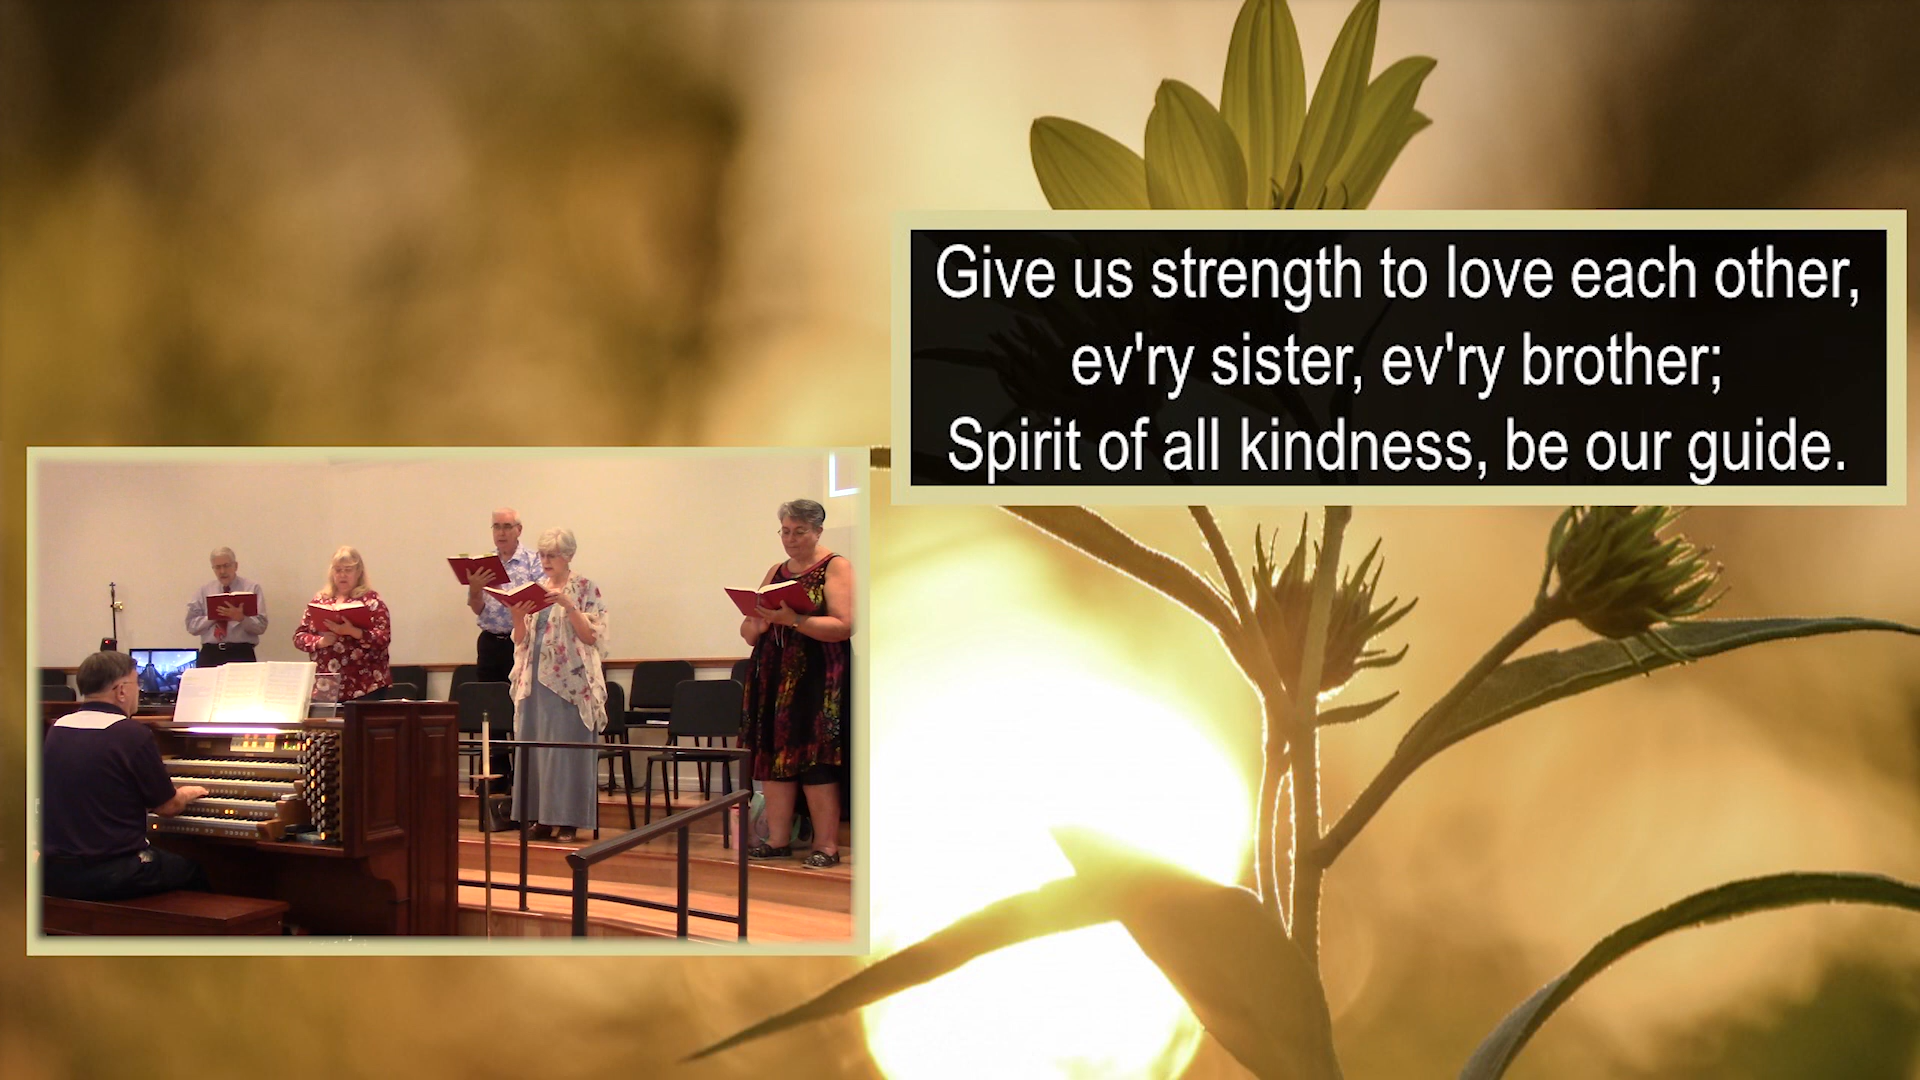 Give us strength to love each other,
ev'ry sister, ev'ry brother;
Spirit of all kindness, be our guide.